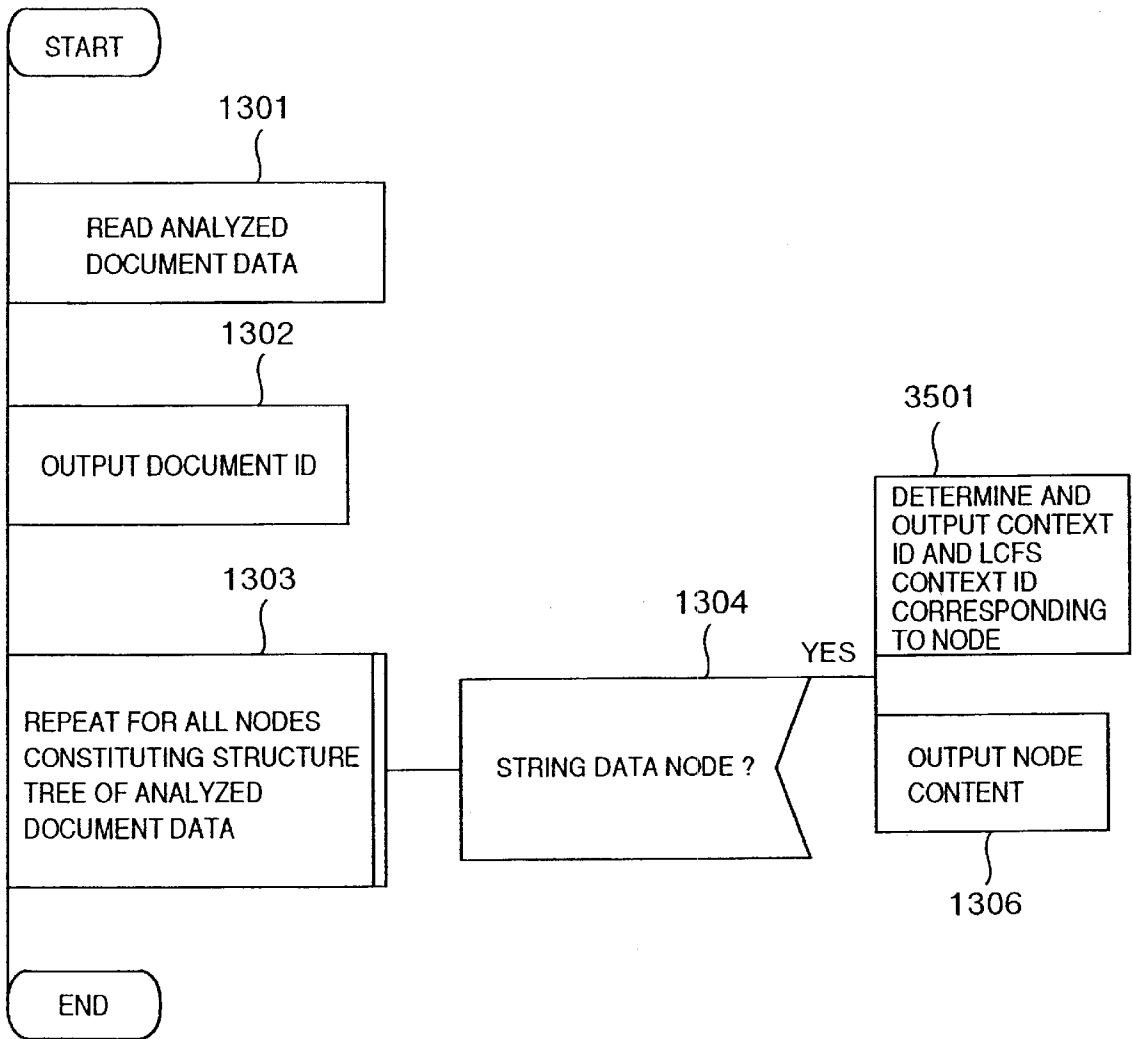 START
1301
READ ANALYZED
DOCUMENT DATA
1302
OUTPUT DOCUMENT ID
1303
REPEAT FOR ALL NODES
CONSTITUTING STRUCTURE
TREE OF ANALYZED
DOCUMENT DATA
1304
STRING DATA NODE ?
YES
3501
DETERMINE AND
OUTPUT CONTEXT
ID AND LCFS
CONTEXT ID
CORRESPONDING
TO NODE
OUTPUT NODE
CONTENT
1306
END